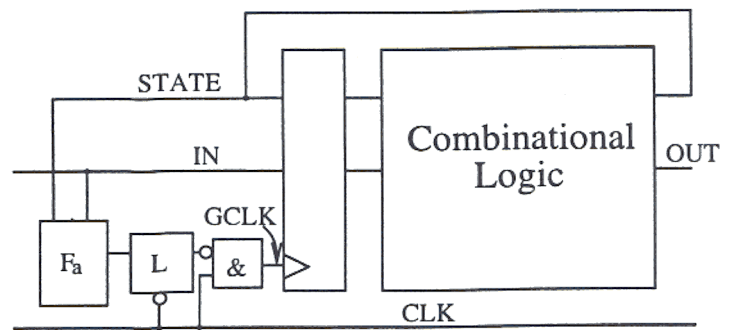 STATE
Combinational
Logic
IN
OUT
GCLK
Fa
L
&
CLK